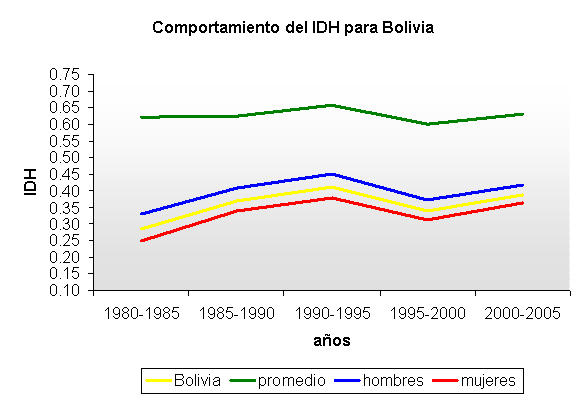 Comportamiento del IDH para Bolivia
0.75
0.70
0.65
0.60
0.55
0.50
0.45
0.40
0.35
0.30
0.25
0.20
0.15
0.10
IDH
1980-1985 1985-1990 1990-1995 1995-2000 2000-2005
años
Bolivia promedio hombres mujeres